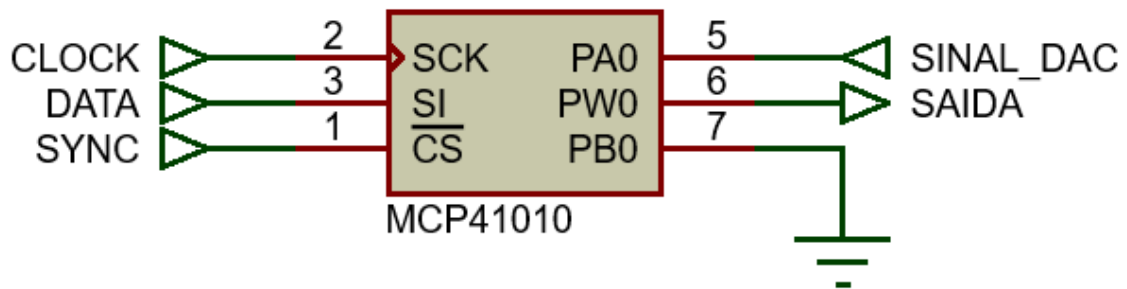 CLOCK 2 SCK PA0 5 SINAL_DAC
DATA 3 SI PW0 6 SAIDA
SYNC 1 CS PB0 7
MCP41010